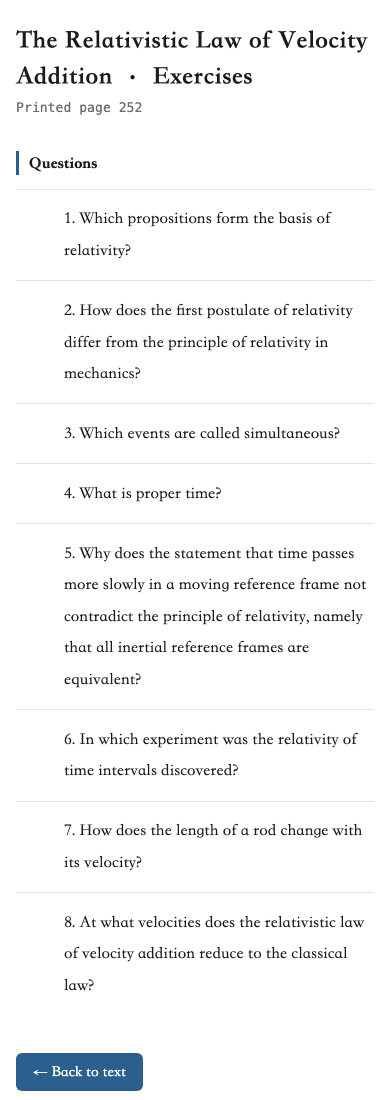 The Relativistic Law of Velocity
Addition · Exercises
Printed page 252
Questions
1. Which propositions form the basis of
relativity?
2. How does the first postulate of relativity
differ from the principle of relativity in
mechanics?
3. Which events are called simultaneous?
4. What is proper time?
5. Why does the statement that time passes
more slowly in a moving reference frame not
contradict the principle of relativity, namely
that all inertial reference frames are
equivalent?
6. In which experiment was the relativity of
time intervals discovered?
7. How does the length of a rod change with
its velocity?
8. At what velocities does the relativistic law
of velocity addition reduce to the classical
law?
← Back to text